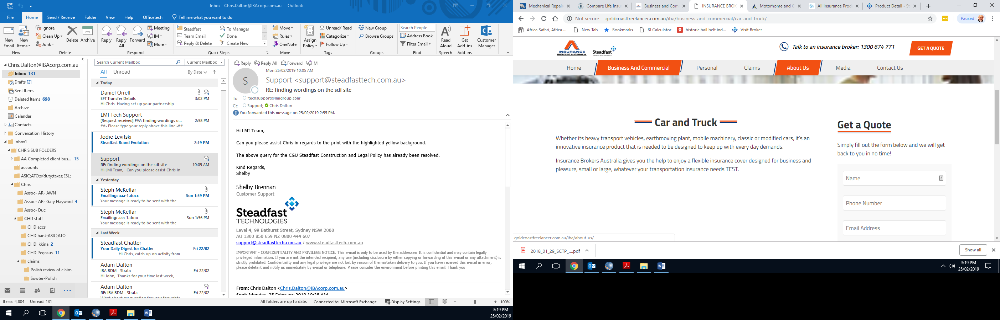 Inbox - Chris.Dalton@IBAcorp.com.au - Outlook
File Home Send / Receive Folder View Help Officetech Tell me what you want to do
New Email
New Items
Ignore
Clean Up
Junk
Delete
Archive
Reply
Reply All
Forward
Meeting
IM
More
Steadfast
Team Email
Reply & Delete
To Manager
Done
Create New
Move
Rules
OneNote
Assign Policy
Unread/ Read
Categorize
Follow Up
New Group
Browse Groups
Search People
Address Book
Filter Email
Read Aloud
Get Add-ins
Customer Manager
New Delete Respond Quick Steps Move Tags Groups Find Speech Add-ins
Chris.Dalton@IBAcorp.com.au
Inbox 131
Drafts [2]
Sent Items
Deleted Items 698
Archive
Calendar
Contacts
Conversation History
Inbox1
CHRIS SUB FOLDERS
AA Completed client bus... 15
accounts
ASIC;ATO;s/duty;taxes;ESL;
Chris
Assoc- AR- AWN
Assoc- AR- Gary Hayward 4
Assoc- Duc
CHD stuff
CHD accs
CHD bank;ASIC;ATO
CHD Ikkina 2
CHD Pegasus 11
claims
Polish review of claim
Sowter-Polish
Items: 4,804 Unread: 131
Search Current Mailbox Current Mailbox
All Unread By Date
Today
Daniel Orrell
EFT Transfer Details 3:02 PM
Hi Chris Having set up your partnership
LMI Tech Support
[Request received] FW: finding wordings o... 2:58 PM
##- Please type your reply above this line -##
Jodie Levitski
Steadfast Brand Evolution 2:19 PM
Support
RE: finding wordings on the sdf site 10:05 AM
Hi LMI Team, Can you please assist Chris in
Yesterday
Steph McKellar
Emailing: aaa-1.docx Sun 1:59 PM
Your message is ready to be sent with the
Steph McKellar
Emailing: aaa-1.docx Sun 1:56 PM
Your message is ready to be sent with the
Last Week
Steadfast Chatter
Your Daily Digest for Chatter Fri 22/02
Hi Chris, catch up on activity from
Adam Dalton
IBA BDM - Strata Fri 22/02
Hi John, Thanks for your time last week,
Adam Dalton
RE: IBA BDM - Strata Fri 22/02
What about my question for your thoughts
Reply Reply All Forward IM
Mon 25/02/2019 10:05 AM
S
Support <support@steadfasttech.com.au>
RE: finding wordings on the sdf site
To 'techsupport@lmigroup.com'
Cc Support; Chris Dalton
You forwarded this message on 25/02/2019 2:55 PM.
Hi LMI Team,
Can you please assist Chris in regards to the print with the highlighted yellow background.
The above query for the CGU Steadfast Construction and Legal Policy has already been resolved.
Kind Regards,
Shelby
Shelby Brennan
Customer Support
Steadfast
TECHNOLOGIES
Level 4, 99 Bathurst Street, Sydney NSW 2000
AU 1300 850 659 NZ 0800 444 607
support@steadfasttech.com.au / www.steadfasttech.com.au
IMPORTANT - CONFIDENTIALITY AND PRIVILEGE NOTICE. This e-mail is only to be used by the addressee. It is confidential and may contain legally
privileged information. If you are not the intended recipient, any use (including disclosure by either copying or forwarding of this e-mail or any attachment) is
strictly prohibited. Confidentiality and any legal privilege are not lost by reason of the mistaken delivery to you. If you have received this e-mail in error,
please delete it and notify us immediately by e-mail or telephone. Please consider the environment before printing this email. Thank you
From: Chris Dalton <Chris.Dalton@IBAcorp.com.au>
Sent: Monday, 25 February 2019 10:38 AM
All folders are up to date. Connected to: Microsoft Exchange Display Settings 100%
3:19 PM
25/02/2019
Mechanical Repair
Compare Life Insu
Business and Com
INSURANCE BROK
Motorhome and C
All Insurance Prod
Product Detail - St
Not secure goldcoastfreelancer.com.au/iba/business-and-commercial/car-and-truck/ Paused
Africa Safari, Africa ... New Tab Bookmarks BI Calculator historic hail belt ind... Visit Broker
INSURANCE
BROKERS AUSTRALIA
Steadfast
Talk to an insurance broker: 1300 674 771
GET A QUOTE
Home Business And Commercial Personal Claims About Us Media Contact Us
Car and Truck
Whether its heavy transport vehicles, earthmoving plant, mobile machinery, classic or modified cars, it's an
innovative insurance product that is needed to be designed to keep up with every day demands.
Insurance Brokers Australia gives you the help to enjoy a flexible insurance cover designed for business and
pleasure, small or large, whatever your transportation insurance needs TEST.
Get a Quote
Simply fill out the form below and we will get
back to you in no time!
Name
Phone Number
Email Address
goldcoastfreelancer.com.au/iba/about-us/
2018_01_29_SCTP_....pdf Show all
3:19 PM
25/02/2019